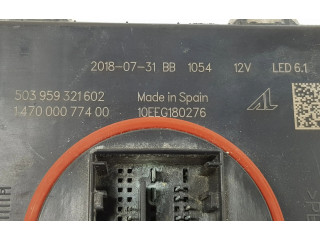 2018-07-31 BB 1054 12V LED 6.1
503 959 321 602 Made in Spain
1470 000 774 00 10EEG180276
AL